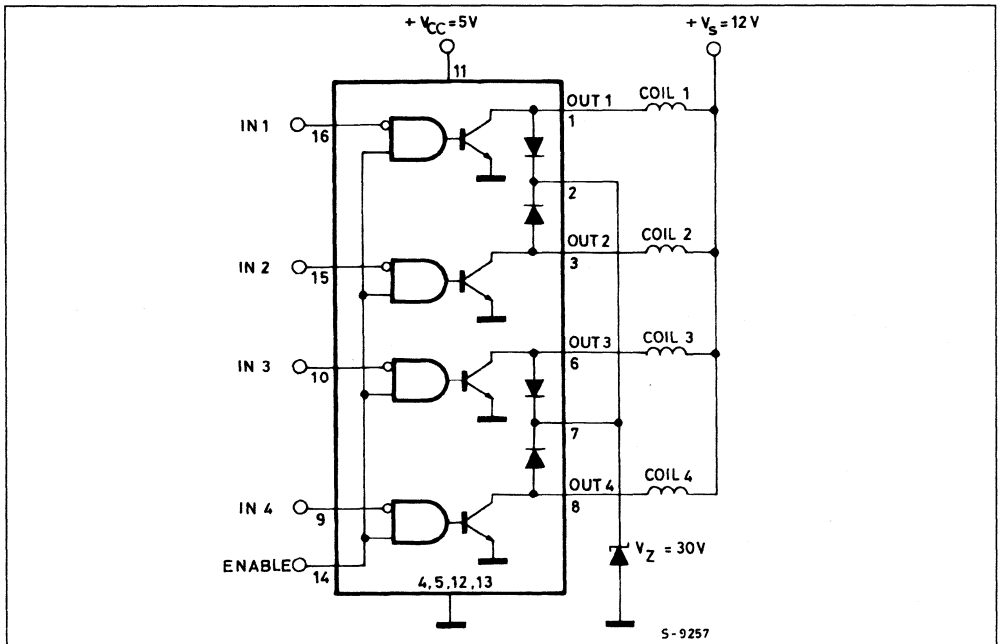 + VCC = 5V
+ Vs = 12V
11
IN 1
16
OUT 1
1
COIL 1
2
IN 2
15
OUT 2
3
COIL 2
IN 3
10
OUT 3
6
COIL 3
7
IN 4
9
OUT 4
8
COIL 4
ENABLE
14
VZ = 30V
4,5,12,13
S-9257